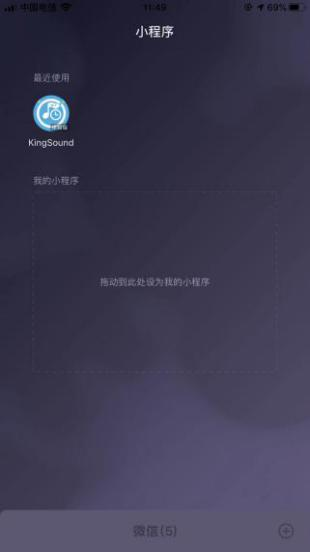 中国电信
11:49
69%
小程序
最近使用
KingSound
我的小程序
拖动到此处设为我的小程序
微信(5)